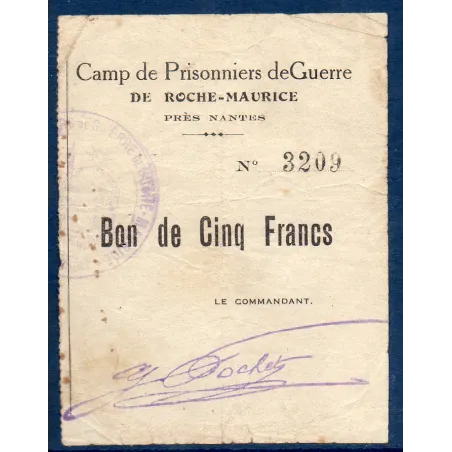 Camp de Prisonniers de Guerre
DE ROCHE-MAURICE
PRÈS NANTES
N° 3209
Bon de Cinq Francs
LE COMMANDANT.